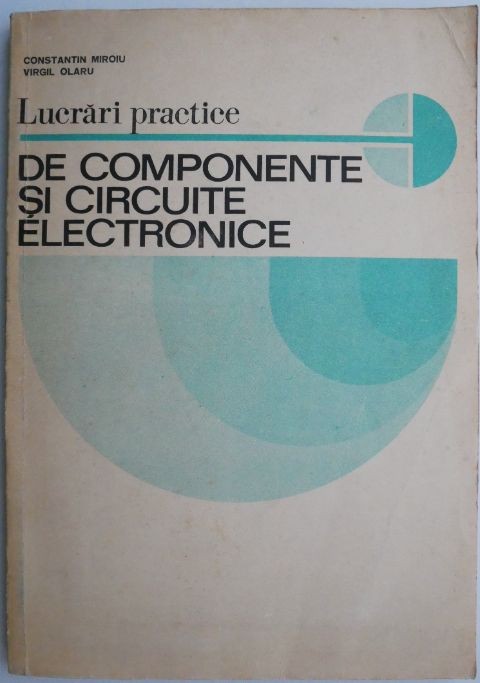 CONSTANTIN MIROIU
VIRGIL OLARU
Lucrări practice
DE COMPONENTE
ȘI CIRCUITE
ELECTRONICE